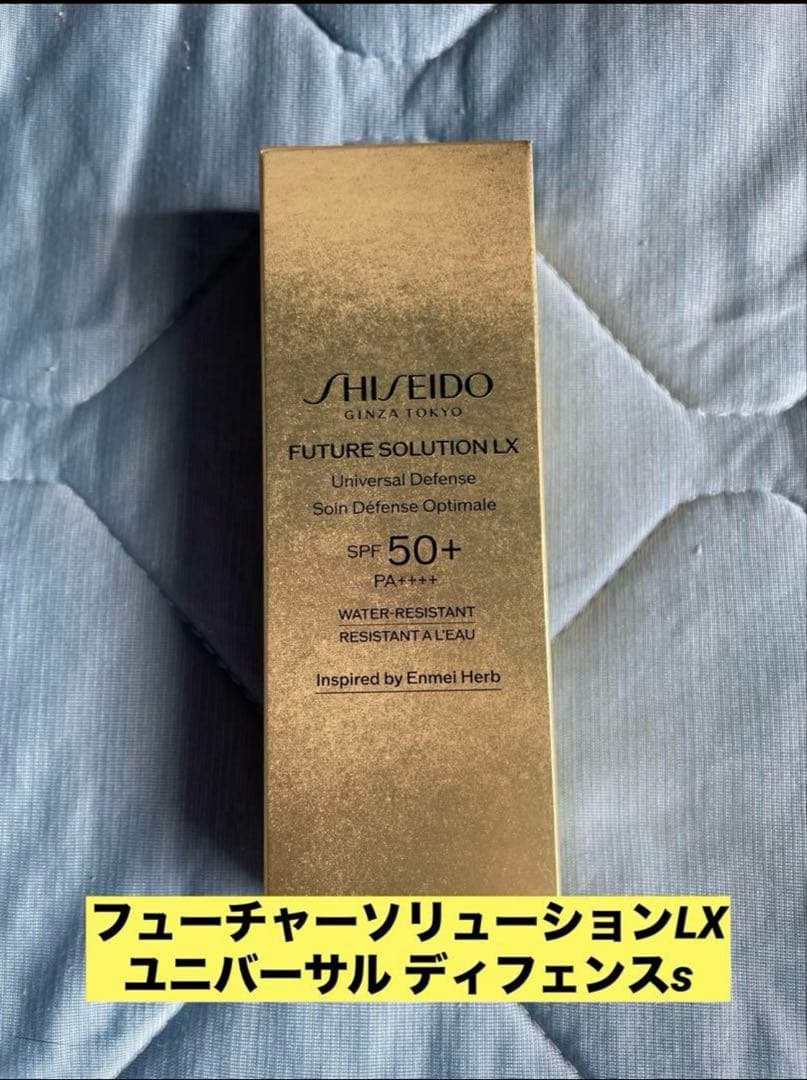 SHISEIDO
GINZA TOKYO
FUTURE SOLUTION LX
Universal Defense
Soin Défense Optimale
SPF 50+
PA++++
WATER-RESISTANT
RESISTANT A L'EAU
Inspired by Enmei Herb
フューチャーソリューションLX
ユニバーサル ディフェンスs